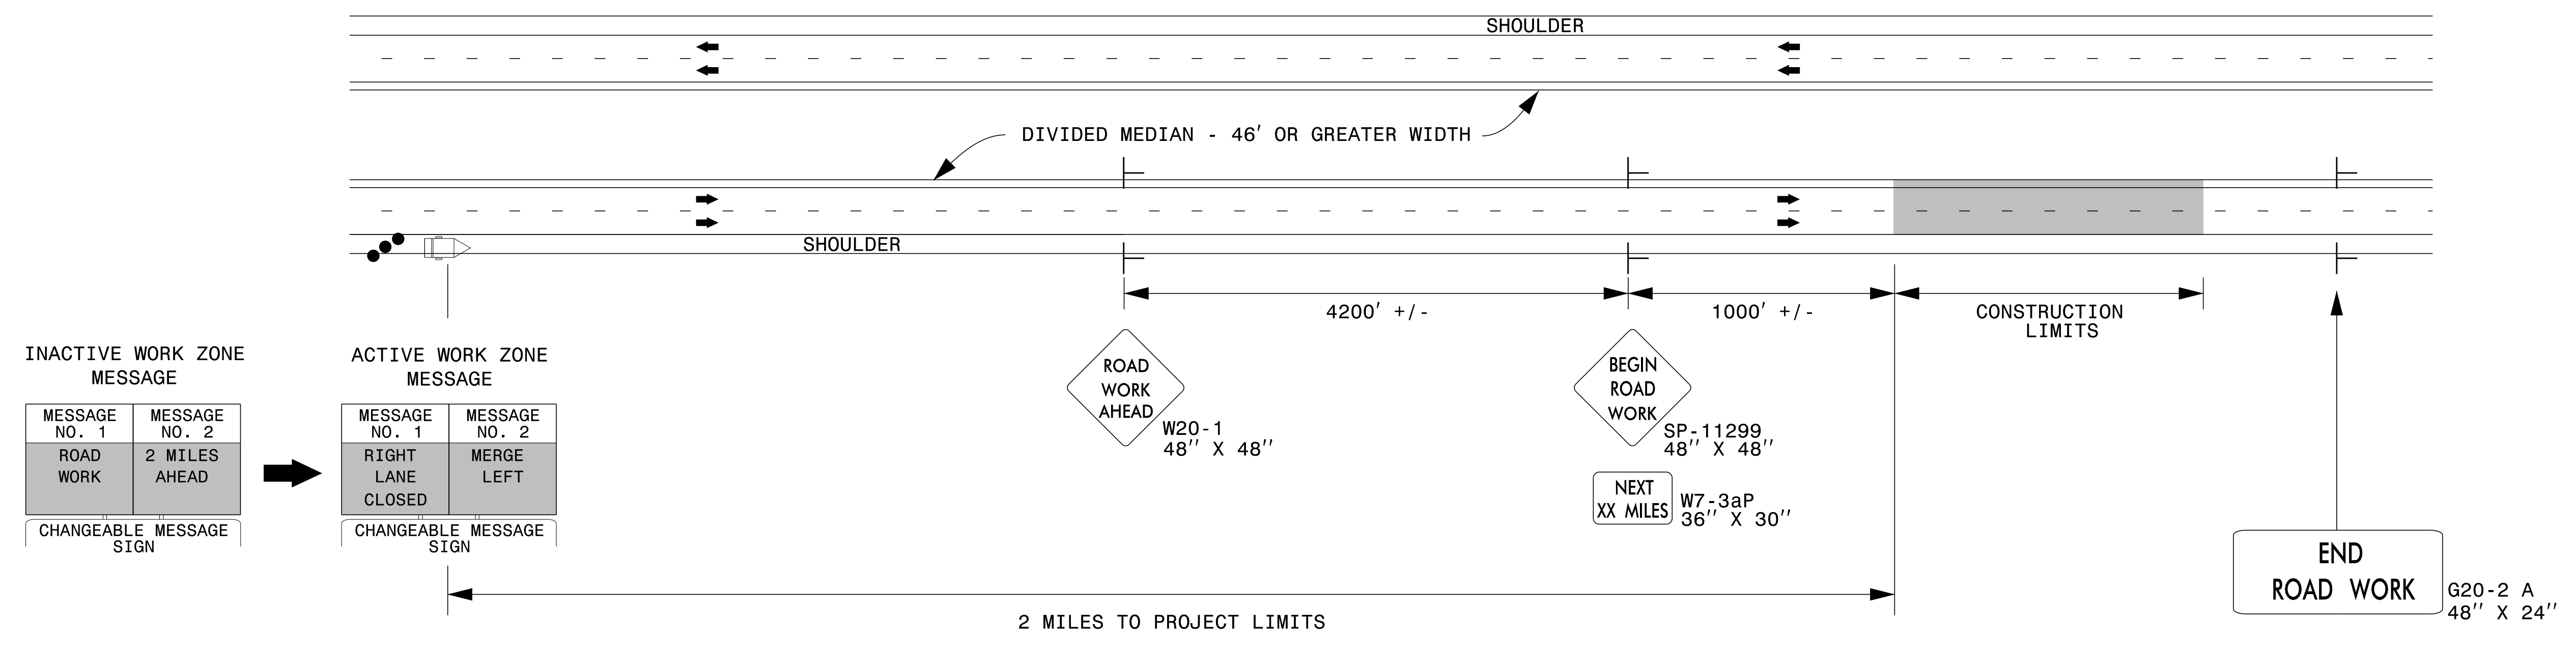 SHOULDER
DIVIDED MEDIAN - 46' OR GREATER WIDTH
SHOULDER
4200' +/-
1000' +/-
CONSTRUCTION
LIMITS
INACTIVE WORK ZONE
MESSAGE
MESSAGE
NO. 1
MESSAGE
NO. 2
ROAD
WORK
2 MILES
AHEAD
CHANGEABLE MESSAGE
SIGN
ACTIVE WORK ZONE
MESSAGE
MESSAGE
NO. 1
MESSAGE
NO. 2
RIGHT
LANE
CLOSED
MERGE
LEFT
CHANGEABLE MESSAGE
SIGN
ROAD
WORK
AHEAD
W20-1
48'' X 48''
BEGIN
ROAD
WORK
SP-11299
48'' X 48''
NEXT
XX MILES
W7-3aP
36'' X 30''
END
ROAD WORK
G20-2 A
48'' X 24''
2 MILES TO PROJECT LIMITS